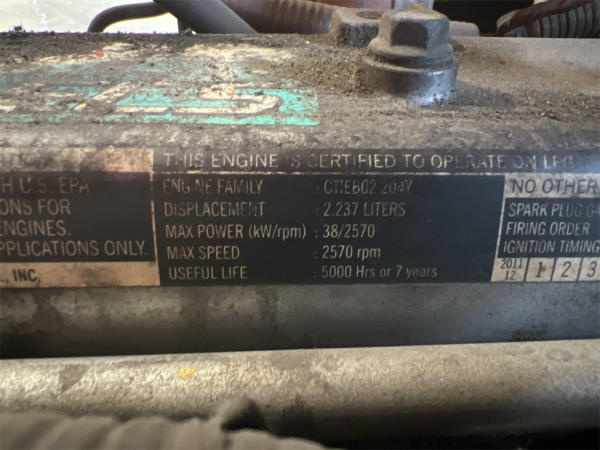 THIS ENGINE IS CERTIFIED TO OPERATE ON LPG
H U.S. EPA
ONS FOR
ENGINES.
APPLICATIONS ONLY.
, INC,
ENGINE FAMILY :
DISPLACEMENT : 2.237 LITERS
MAX POWER (kW/rpm) : 38/2570
MAX SPEED : 2570 rpm
USEFUL LIFE : 5000 Hrs or 7 years
NO OTHER
SPARK PLUG GA
FIRING ORDER
IGNITION TIMING
2011
12. 1 2 3